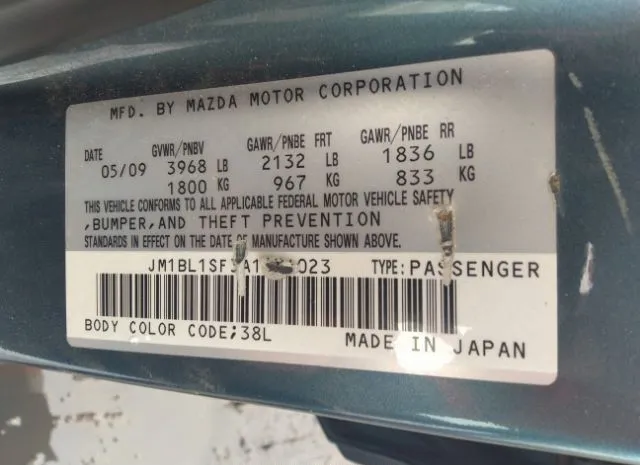 MFD. BY MAZDA MOTOR CORPORATION
DATE GVWR/PNBV GAWR/PNBE FRT GAWR/PNBE RR
05/09 3968 LB 2132 LB 1836 LB
1800 KG 967 KG 833 KG
THIS VEHICLE CONFORMS TO ALL APPLICABLE FEDERAL MOTOR VEHICLE SAFETY
,BUMPER,AND THEFT PREVENTION
STANDARDS IN EFFECT ON THE DATE OF MANUFACTURE SHOWN ABOVE.
TYPE:PASSENGER
BODY COLOR CODE;38L MADE IN JAPAN